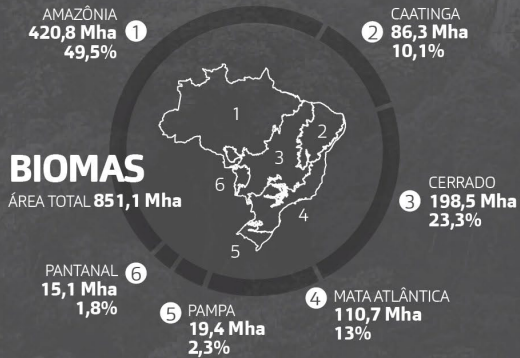 AMAZÔNIA
420,8 Mha
49,5%
1
CAATINGA
2
86,3 Mha
10,1%
1
2
3
6
4
5
BIOMAS
ÁREA TOTAL 851,1 Mha
CERRADO
3
198,5 Mha
23,3%
PANTANAL
6
15,1 Mha
1,8%
5
PAMPA
19,4 Mha
2,3%
4
MATA ATLÂNTICA
110,7 Mha
13%